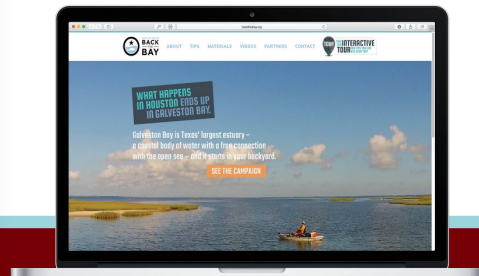 BACK
BAY
ABOUT TIPS MATERIALS VIDEOS PARTNERS CONTACT
TOUR
INTERACTIVE
TOUR
WHAT HAPPENS
IN HOUSTON ENDS UP
IN GALVESTON BAY.
Galveston Bay is Texas' largest estuary –
a coastal body of water with a free connection
with the open sea – and it starts in your backyard.
SEE THE CAMPAIGN